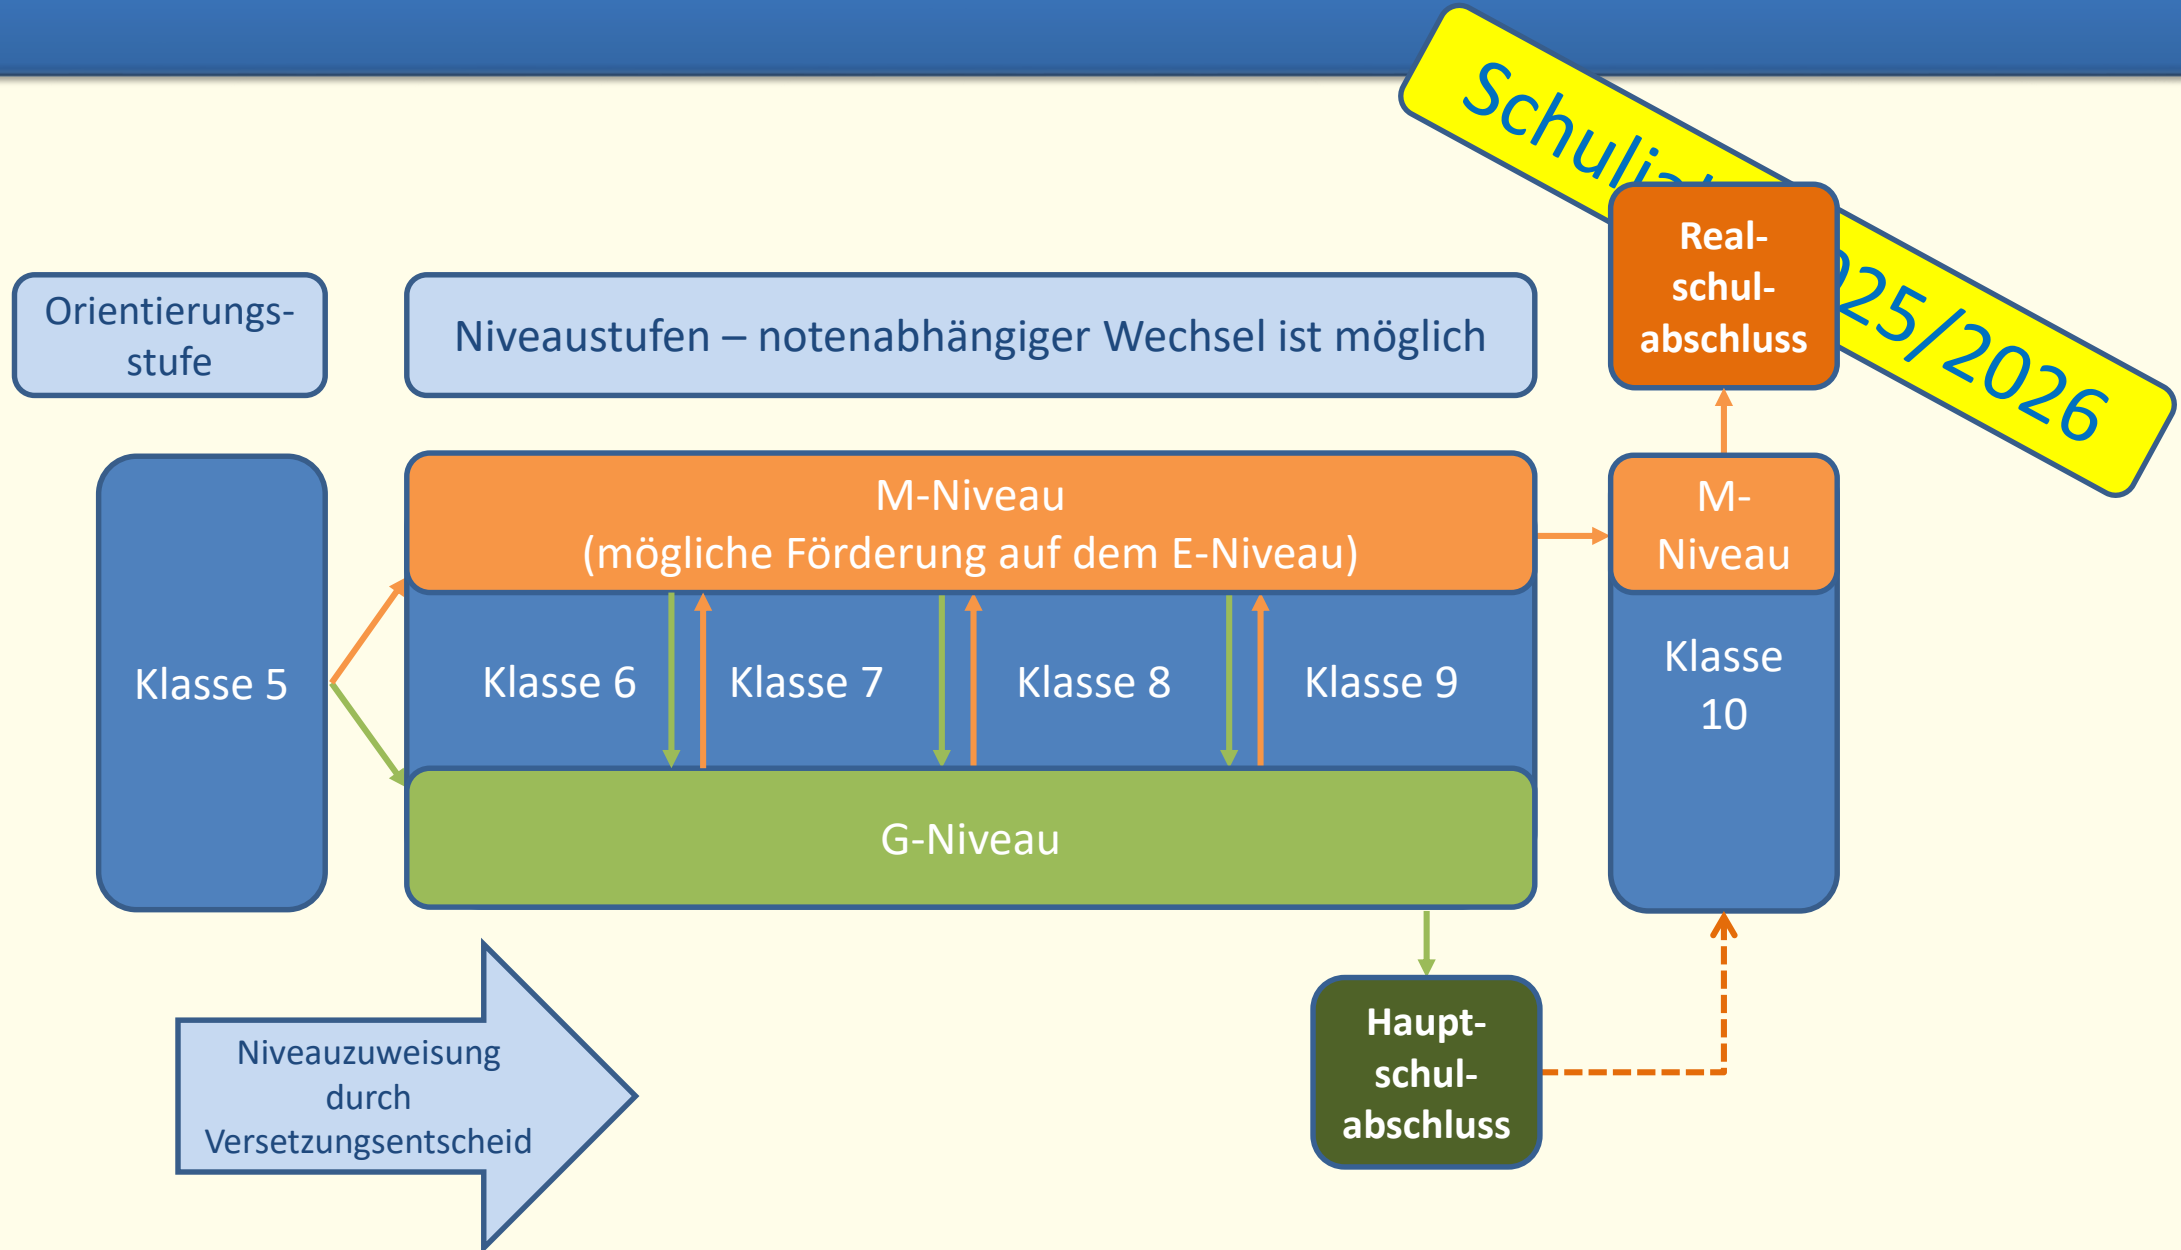 Orientierungs-
stufe
Niveaustufen – notenabhängiger Wechsel ist möglich
Real-
schul-
abschluss
25/2026
Klasse 5
M-Niveau
(mögliche Förderung auf dem E-Niveau)
Klasse 6
Klasse 7
Klasse 8
Klasse 9
G-Niveau
M-
Niveau
Klasse
10
Niveauzuweisung
durch
Versetzungsentscheid
Haupt-
schul-
abschluss